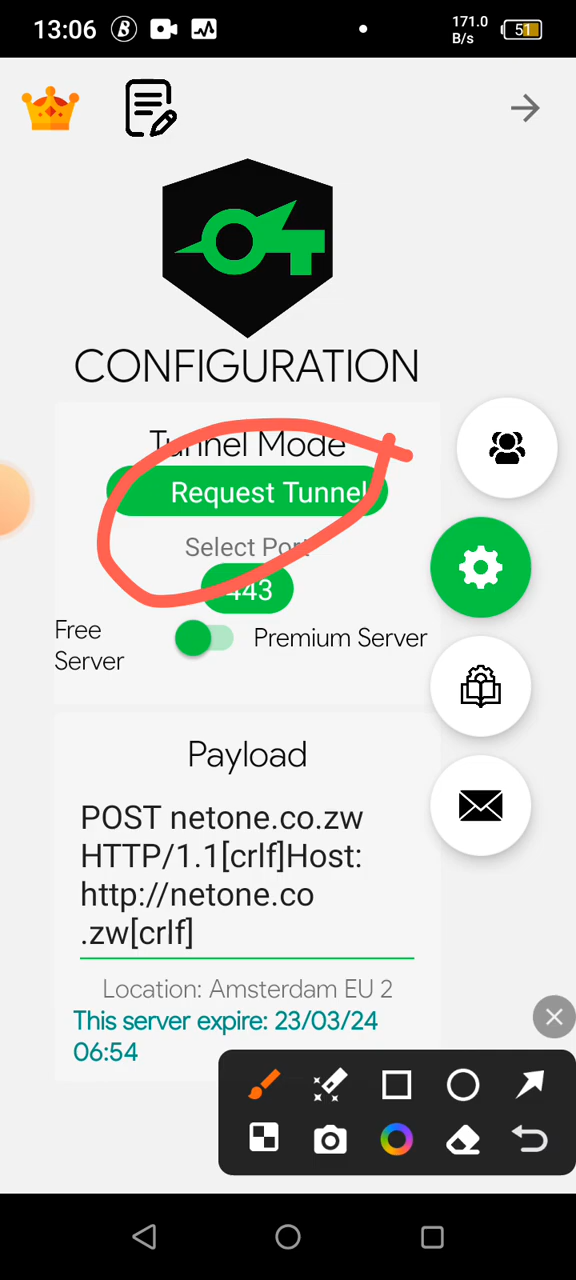 13:06
171.0
B/s
51
CONFIGURATION
Tunnel Mode
Request Tunnel
Select Port
443
Free
Server
Premium Server
Payload
POST netone.co.zw
HTTP/1.1[crlf]Host:
http://netone.co
.zw[crlf]
Location: Amsterdam EU 2
This server expire: 23/03/24
06:54